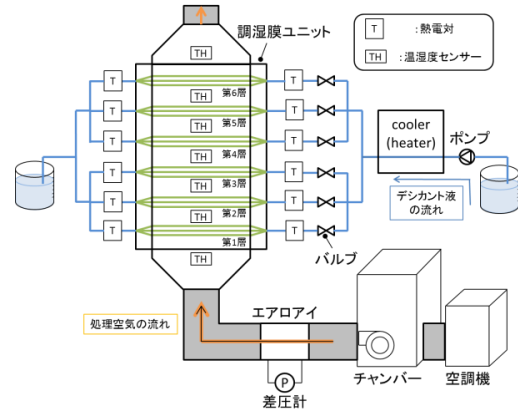 調湿膜ユニット
T
:熱電対
TH
:温湿度センサー
TH
T
第6層
T
TH
T
第5層
T
TH
T
第4層
T
TH
T
第3層
T
TH
T
第2層
T
TH
T
第1層
T
TH
cooler
(heater)
ポンプ
デシカント液
の流れ
バルブ
処理空気の流れ
エアロアイ
P
差圧計
チャンバー
空調機